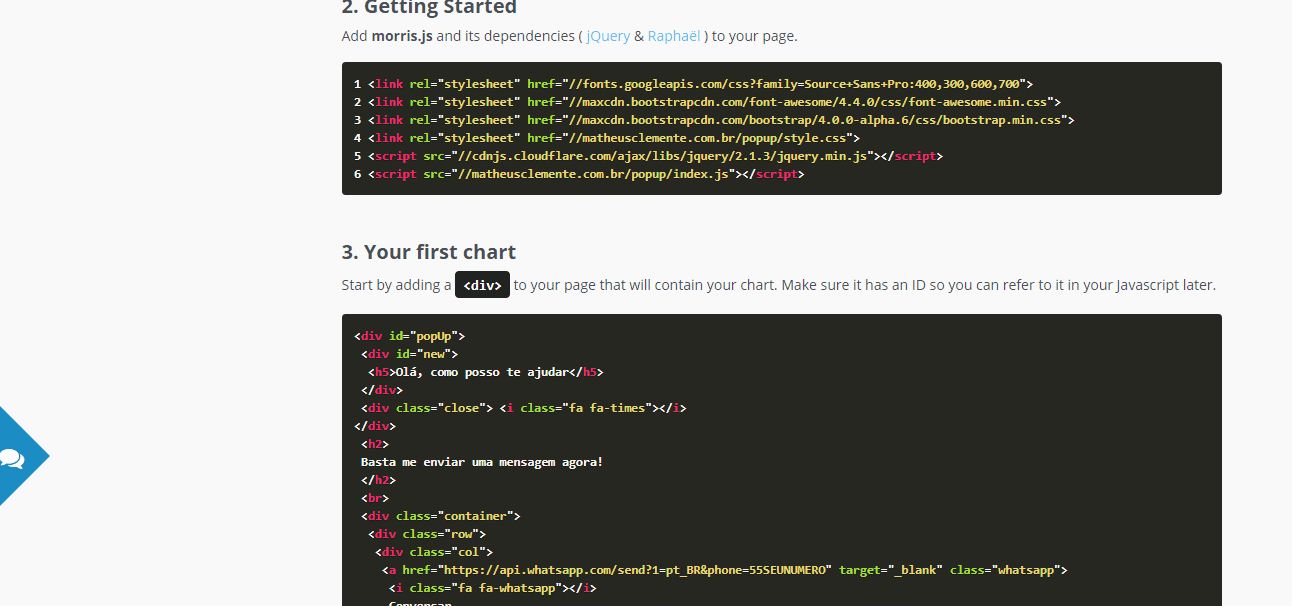 2. Getting Started
Add morris.js and its dependencies ( jQuery & Raphaël ) to your page.
1 <link rel="stylesheet" href="//fonts.googleapis.com/css?family=Source+Sans+Pro:400,300,600,700">
2 <link rel="stylesheet" href="//maxcdn.bootstrapcdn.com/font-awesome/4.4.0/css/font-awesome.min.css">
3 <link rel="stylesheet" href="//maxcdn.bootstrapcdn.com/bootstrap/4.0.0-alpha.6/css/bootstrap.min.css">
4 <link rel="stylesheet" href="//matheusclemente.com.br/popup/style.css">
5 <script src="//cdnjs.cloudflare.com/ajax/libs/jquery/2.1.3/jquery.min.js"></script>
6 <script src="//matheusclemente.com.br/popup/index.js"></script>
3. Your first chart
Start by adding a <div> to your page that will contain your chart. Make sure it has an ID so you can refer to it in your Javascript later.
<div id="popUp">
<div id="new">
<h5>Olá, como posso te ajudar</h5>
</div>
<div class="close"> <i class="fa fa-times"></i>
</div>
<h2>
Basta me enviar uma mensagem agora!
</h2>
<br>
<div class="container">
<div class="row">
<div class="col">
<a href="https://api.whatsapp.com/send?1=pt_BR&phone=55SEUNUMERO" target="_blank" class="whatsapp">
<i class="fa fa-whatsapp"></i>
Conversar